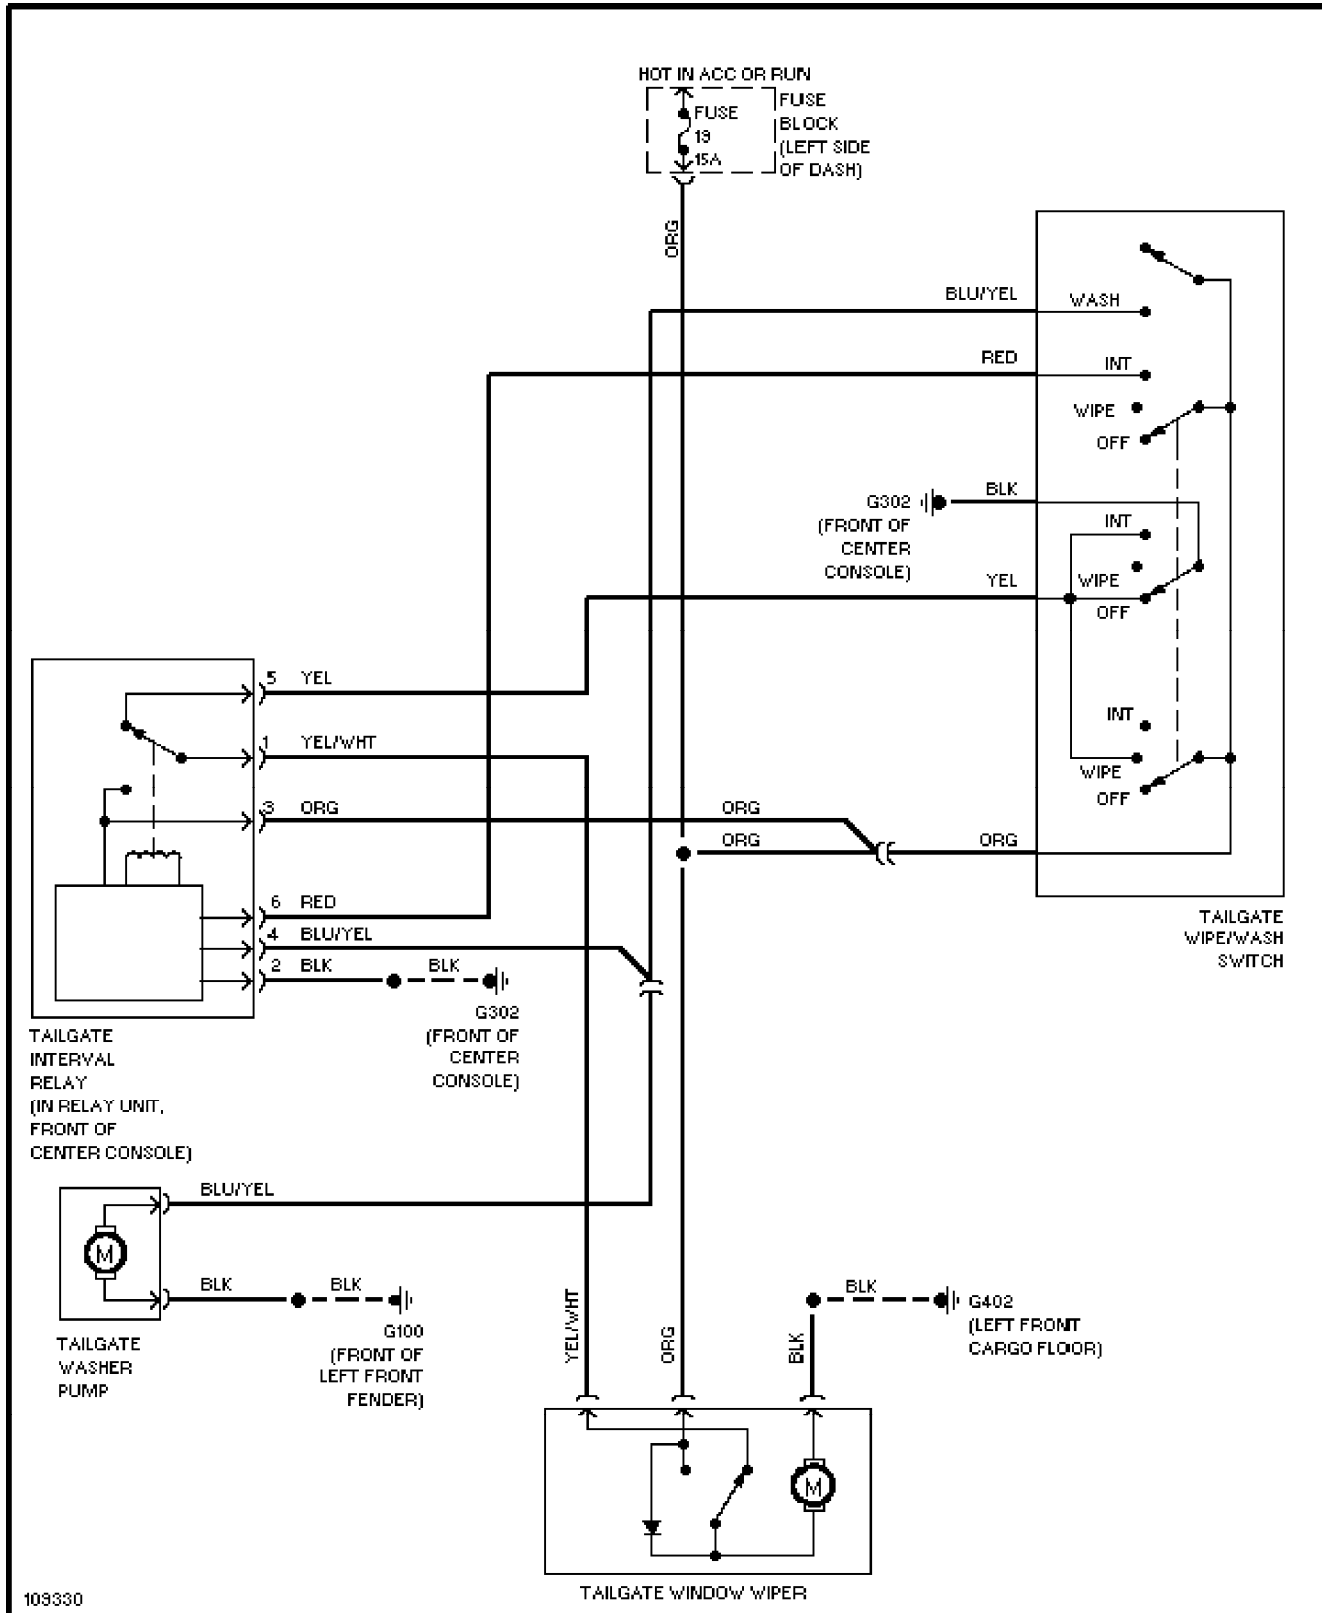 HOT IN ACC OR RUN
FUSE
19
15A
FUSE
BLOCK
(LEFT SIDE
OF DASH)
ORG
BLU/YEL
WASH
RED
INT
WIPE
OFF
G302
(FRONT OF
CENTER
CONSOLE)
BLK
INT
WIPE
OFF
YEL
INT
WIPE
OFF
5 YEL
1 YEL/WHT
3 ORG
ORG
ORG
ORG
6 RED
4 BLU/YEL
2 BLK
BLK
G302
(FRONT OF
CENTER
CONSOLE)
TAILGATE
WIPE/WASH
SWITCH
TAILGATE
INTERVAL
RELAY
(IN RELAY UNIT,
FRONT OF
CENTER CONSOLE)
BLU/YEL
M
BLK
BLK
G100
(FRONT OF
LEFT FRONT
FENDER)
TAILGATE
WASHER
PUMP
YEL/WHT
ORG
BLK
BLK
G402
(LEFT FRONT
CARGO FLOOR)
M
TAILGATE WINDOW WIPER
109330